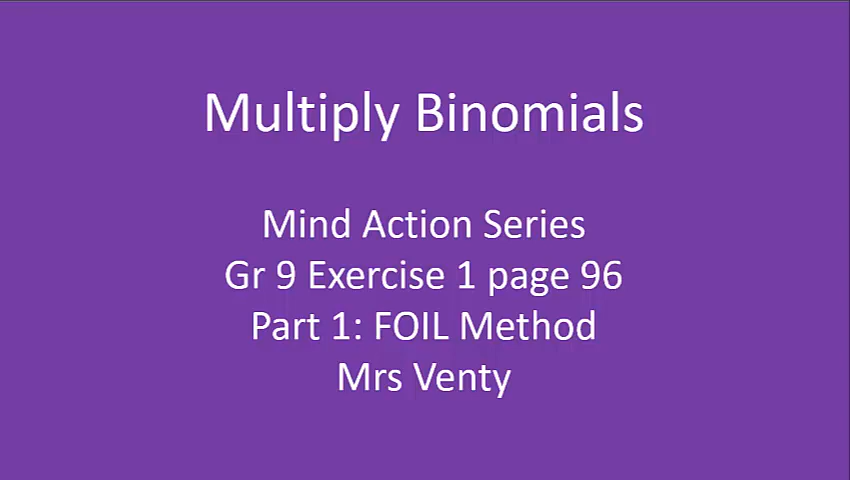 Multiply Binomials
Mind Action Series
Gr 9 Exercise 1 page 96
Part 1: FOIL Method
Mrs Venty